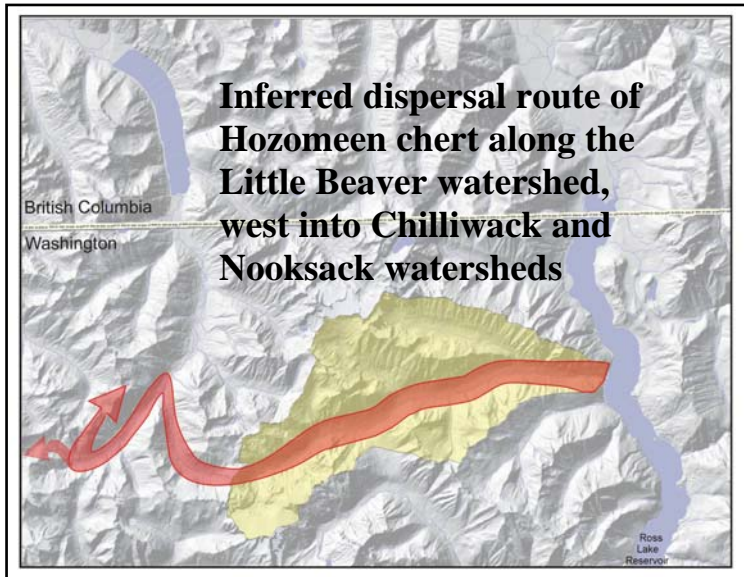 Inferred dispersal route of
Hozomeen chert along the
Little Beaver watershed,
west into Chilliwack and
Nooksack watersheds
British Columbia
Washington
Ross
Lake
Reservoir